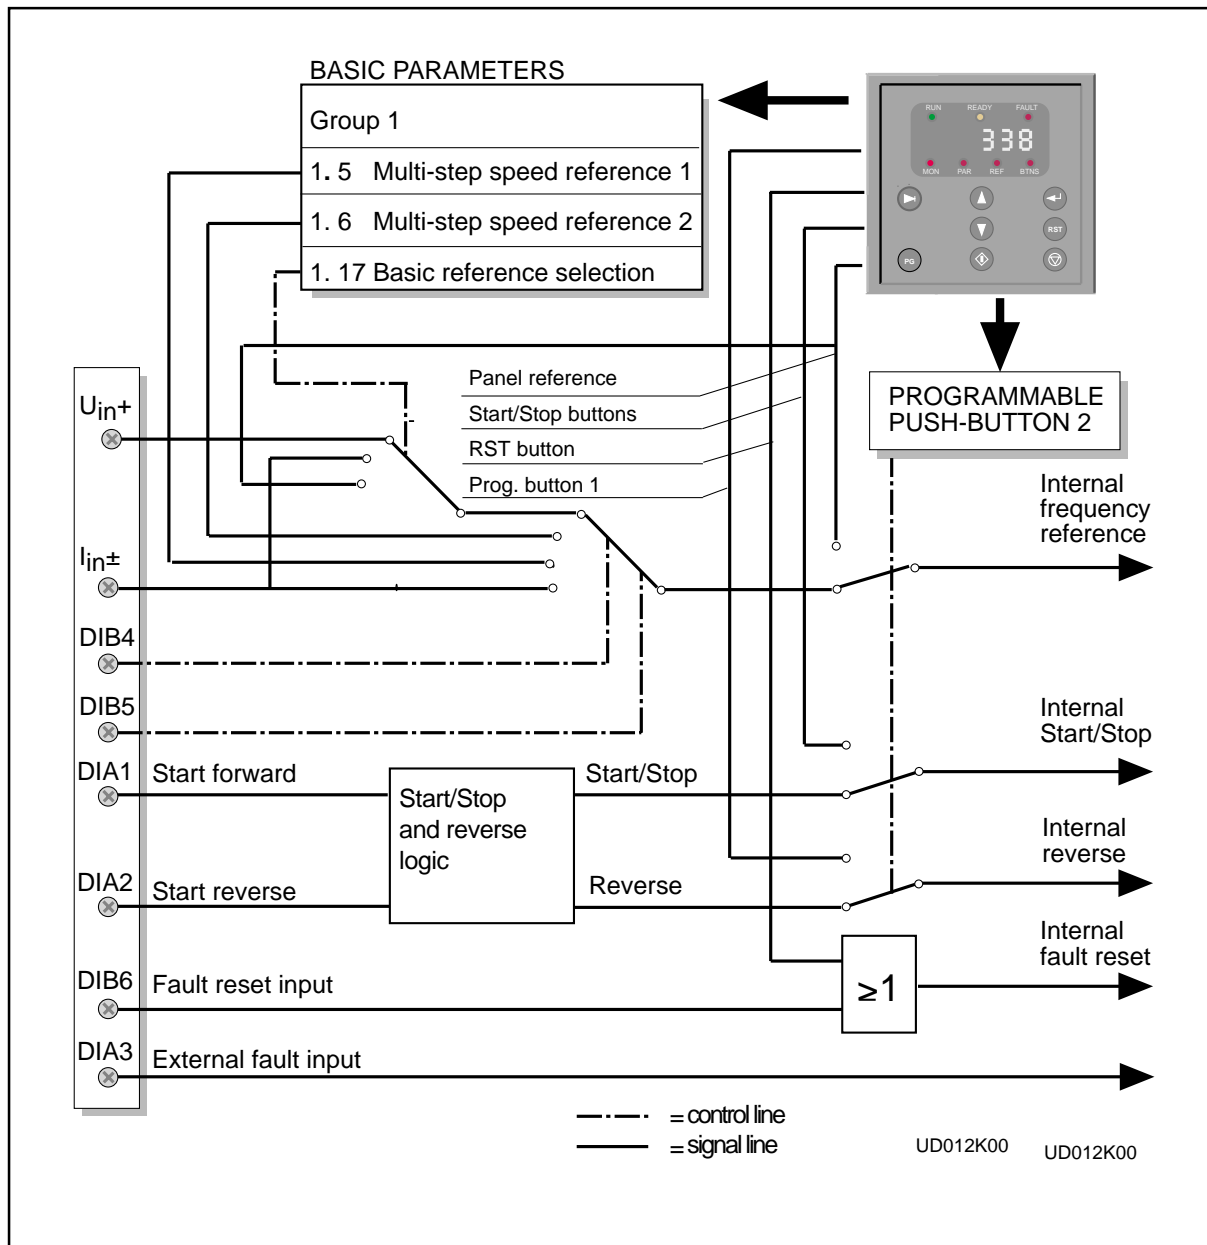 BASIC PARAMETERS
Group 1
1. 5 Multi-step speed reference 1
1. 6 Multi-step speed reference 2
1. 17 Basic reference selection
RUN READY FAULT
338
MON PAR REF BTNS
RST
PG
Panel reference
Start/Stop buttons
RST button
Prog. button 1
PROGRAMMABLE
PUSH-BUTTON 2
Uin+
Iin±
DIB4
DIB5
DIA1 Start forward
DIA2 Start reverse
DIB6 Fault reset input
DIA3 External fault input
Start/Stop
and reverse
logic
Start/Stop
Reverse
≥1
Internal
frequency
reference
Internal
Start/Stop
Internal
reverse
Internal
fault reset
= control line
= signal line
UD012K00 UD012K00